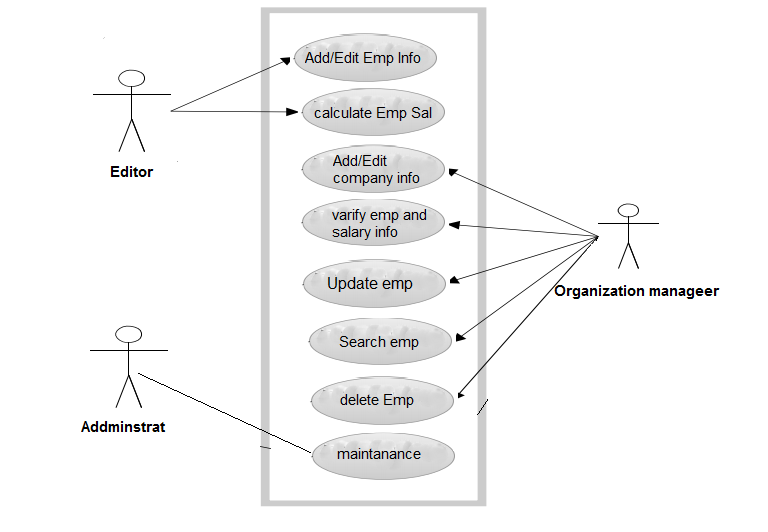 Add/Edit Emp Info
calculate Emp Sal
Editor
Add/Edit
company info
varify emp and
salary info
Organization manageer
Update emp
Search emp
Addminstrat
delete Emp
maintanance